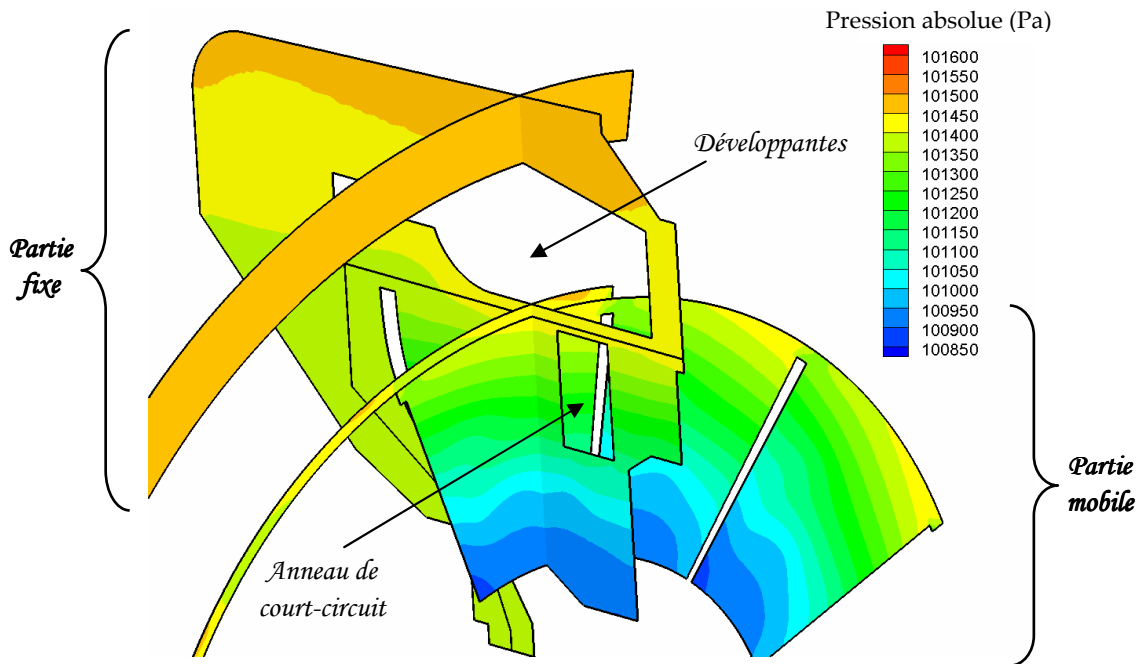 Pression absolue (Pa)
101600
101550
101500
101450
101400
101350
101300
101250
101200
101150
101100
101050
101000
100950
100900
100850
Développantes
Partie
fixe
Partie
mobile
Anneau de
court-circuit